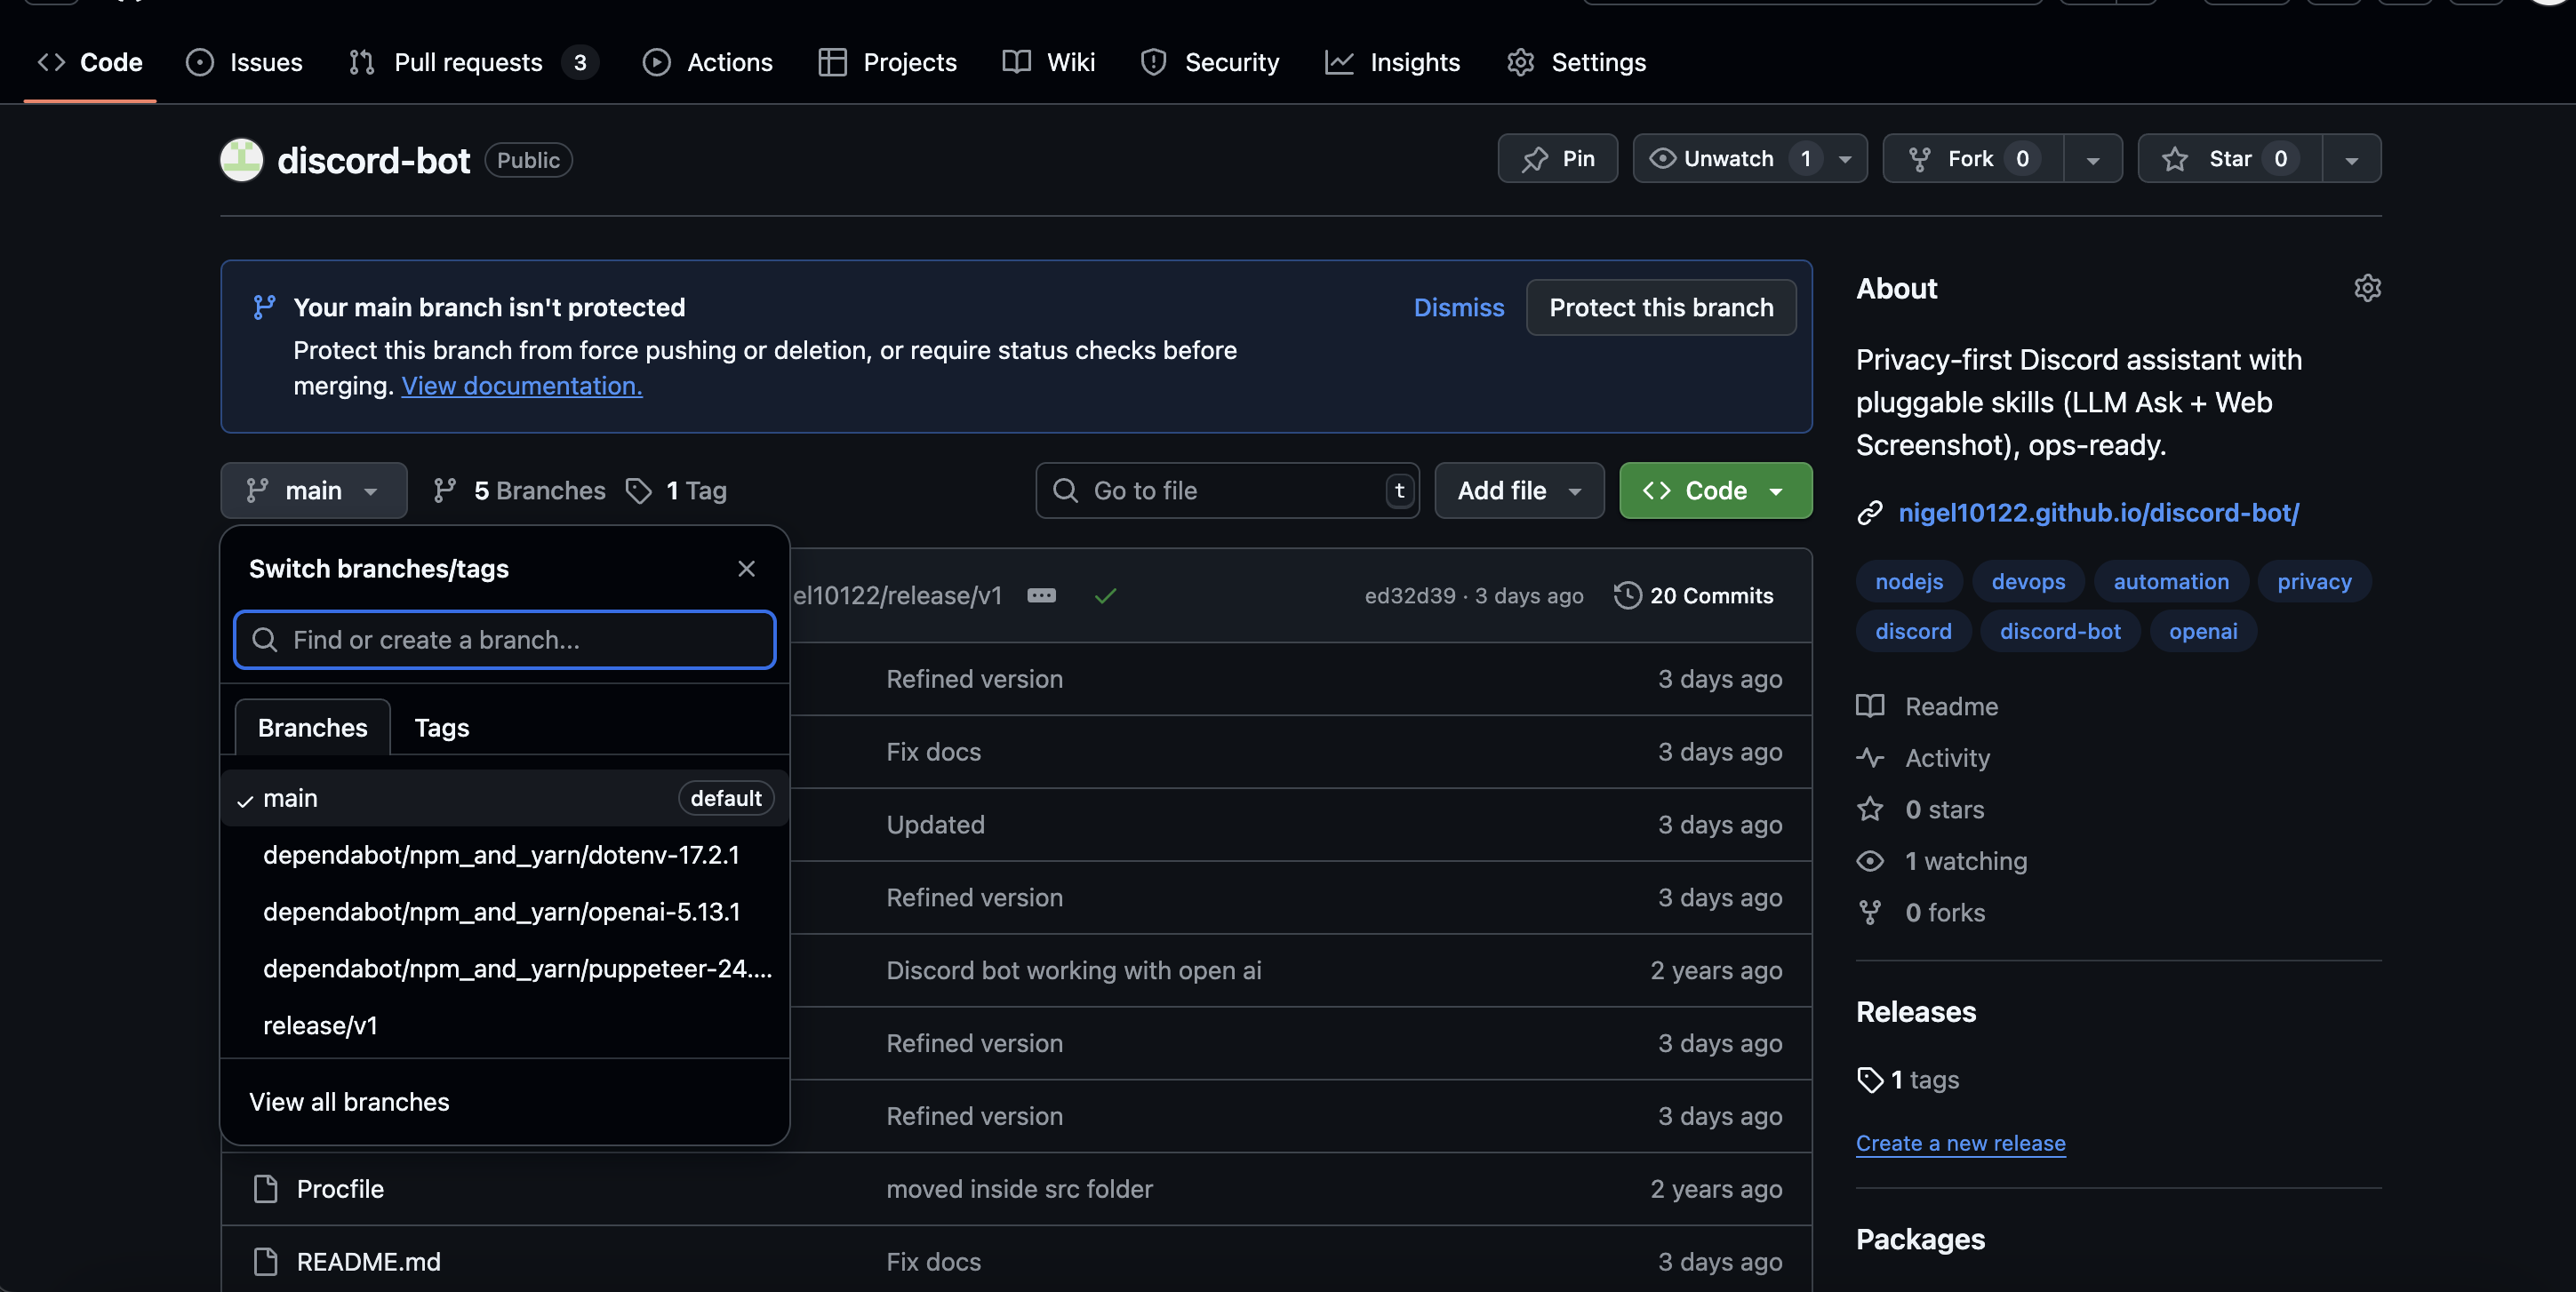 Code Issues Pull requests 3 Actions Projects Wiki Security Insights Settings
discord-bot Public
Pin Unwatch 1 Fork 0 Star 0
Your main branch isn't protected
Dismiss Protect this branch
Protect this branch from force pushing or deletion, or require status checks before
merging. View documentation.
main 5 Branches 1 Tag
Go to file t Add file Code
Switch branches/tags
Find or create a branch...
Branches Tags
main default
dependabot/npm_and_yarn/dotenv-17.2.1
dependabot/npm_and_yarn/openai-5.13.1
dependabot/npm_and_yarn/puppeteer-24....
release/v1
View all branches
el10122/release/v1 ed32d39 · 3 days ago 20 Commits
Refined version 3 days ago
Fix docs 3 days ago
Updated 3 days ago
Refined version 3 days ago
Discord bot working with open ai 2 years ago
Refined version 3 days ago
Refined version 3 days ago
Procfile moved inside src folder 2 years ago
README.md Fix docs 3 days ago
About
Privacy-first Discord assistant with
pluggable skills (LLM Ask + Web
Screenshot), ops-ready.
nigel10122.github.io/discord-bot/
nodejs devops automation privacy
discord discord-bot openai
Readme
Activity
0 stars
1 watching
0 forks
Releases
1 tags
Create a new release
Packages